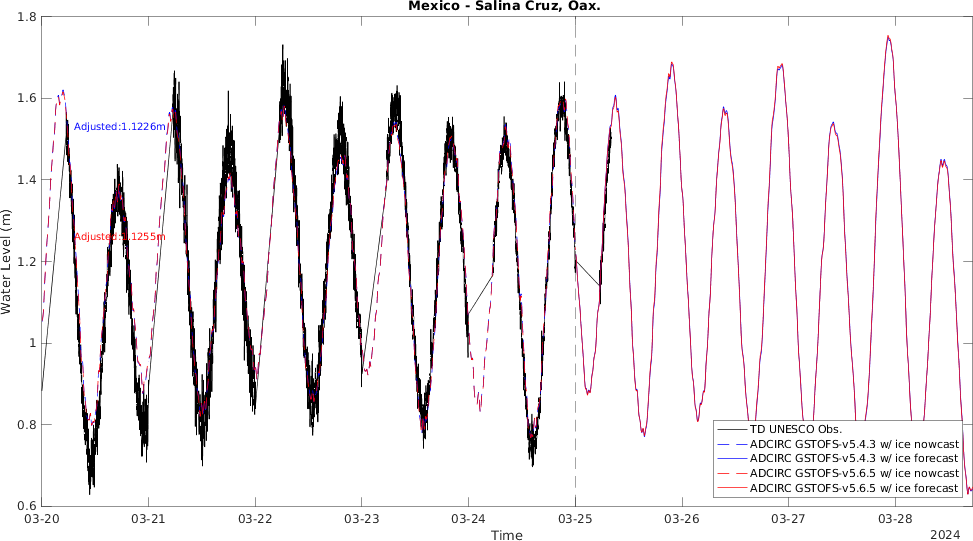 Mexico - Salina Cruz, Oax.
1.8
1.6
1.4
1.2
1
0.8
0.6
Water Level (m)
Adjusted:1.1226m
Adjusted:1.1255m
TD UNESCO Obs.
ADCIRC GSTOFS-v5.4.3 w/ ice nowcast
ADCIRC GSTOFS-v5.4.3 w/ ice forecast
ADCIRC GSTOFS-v5.6.5 w/ ice nowcast
ADCIRC GSTOFS-v5.6.5 w/ ice forecast
03-20 03-21 03-22 03-23 03-24 03-25 03-26 03-27 03-28
Time
2024